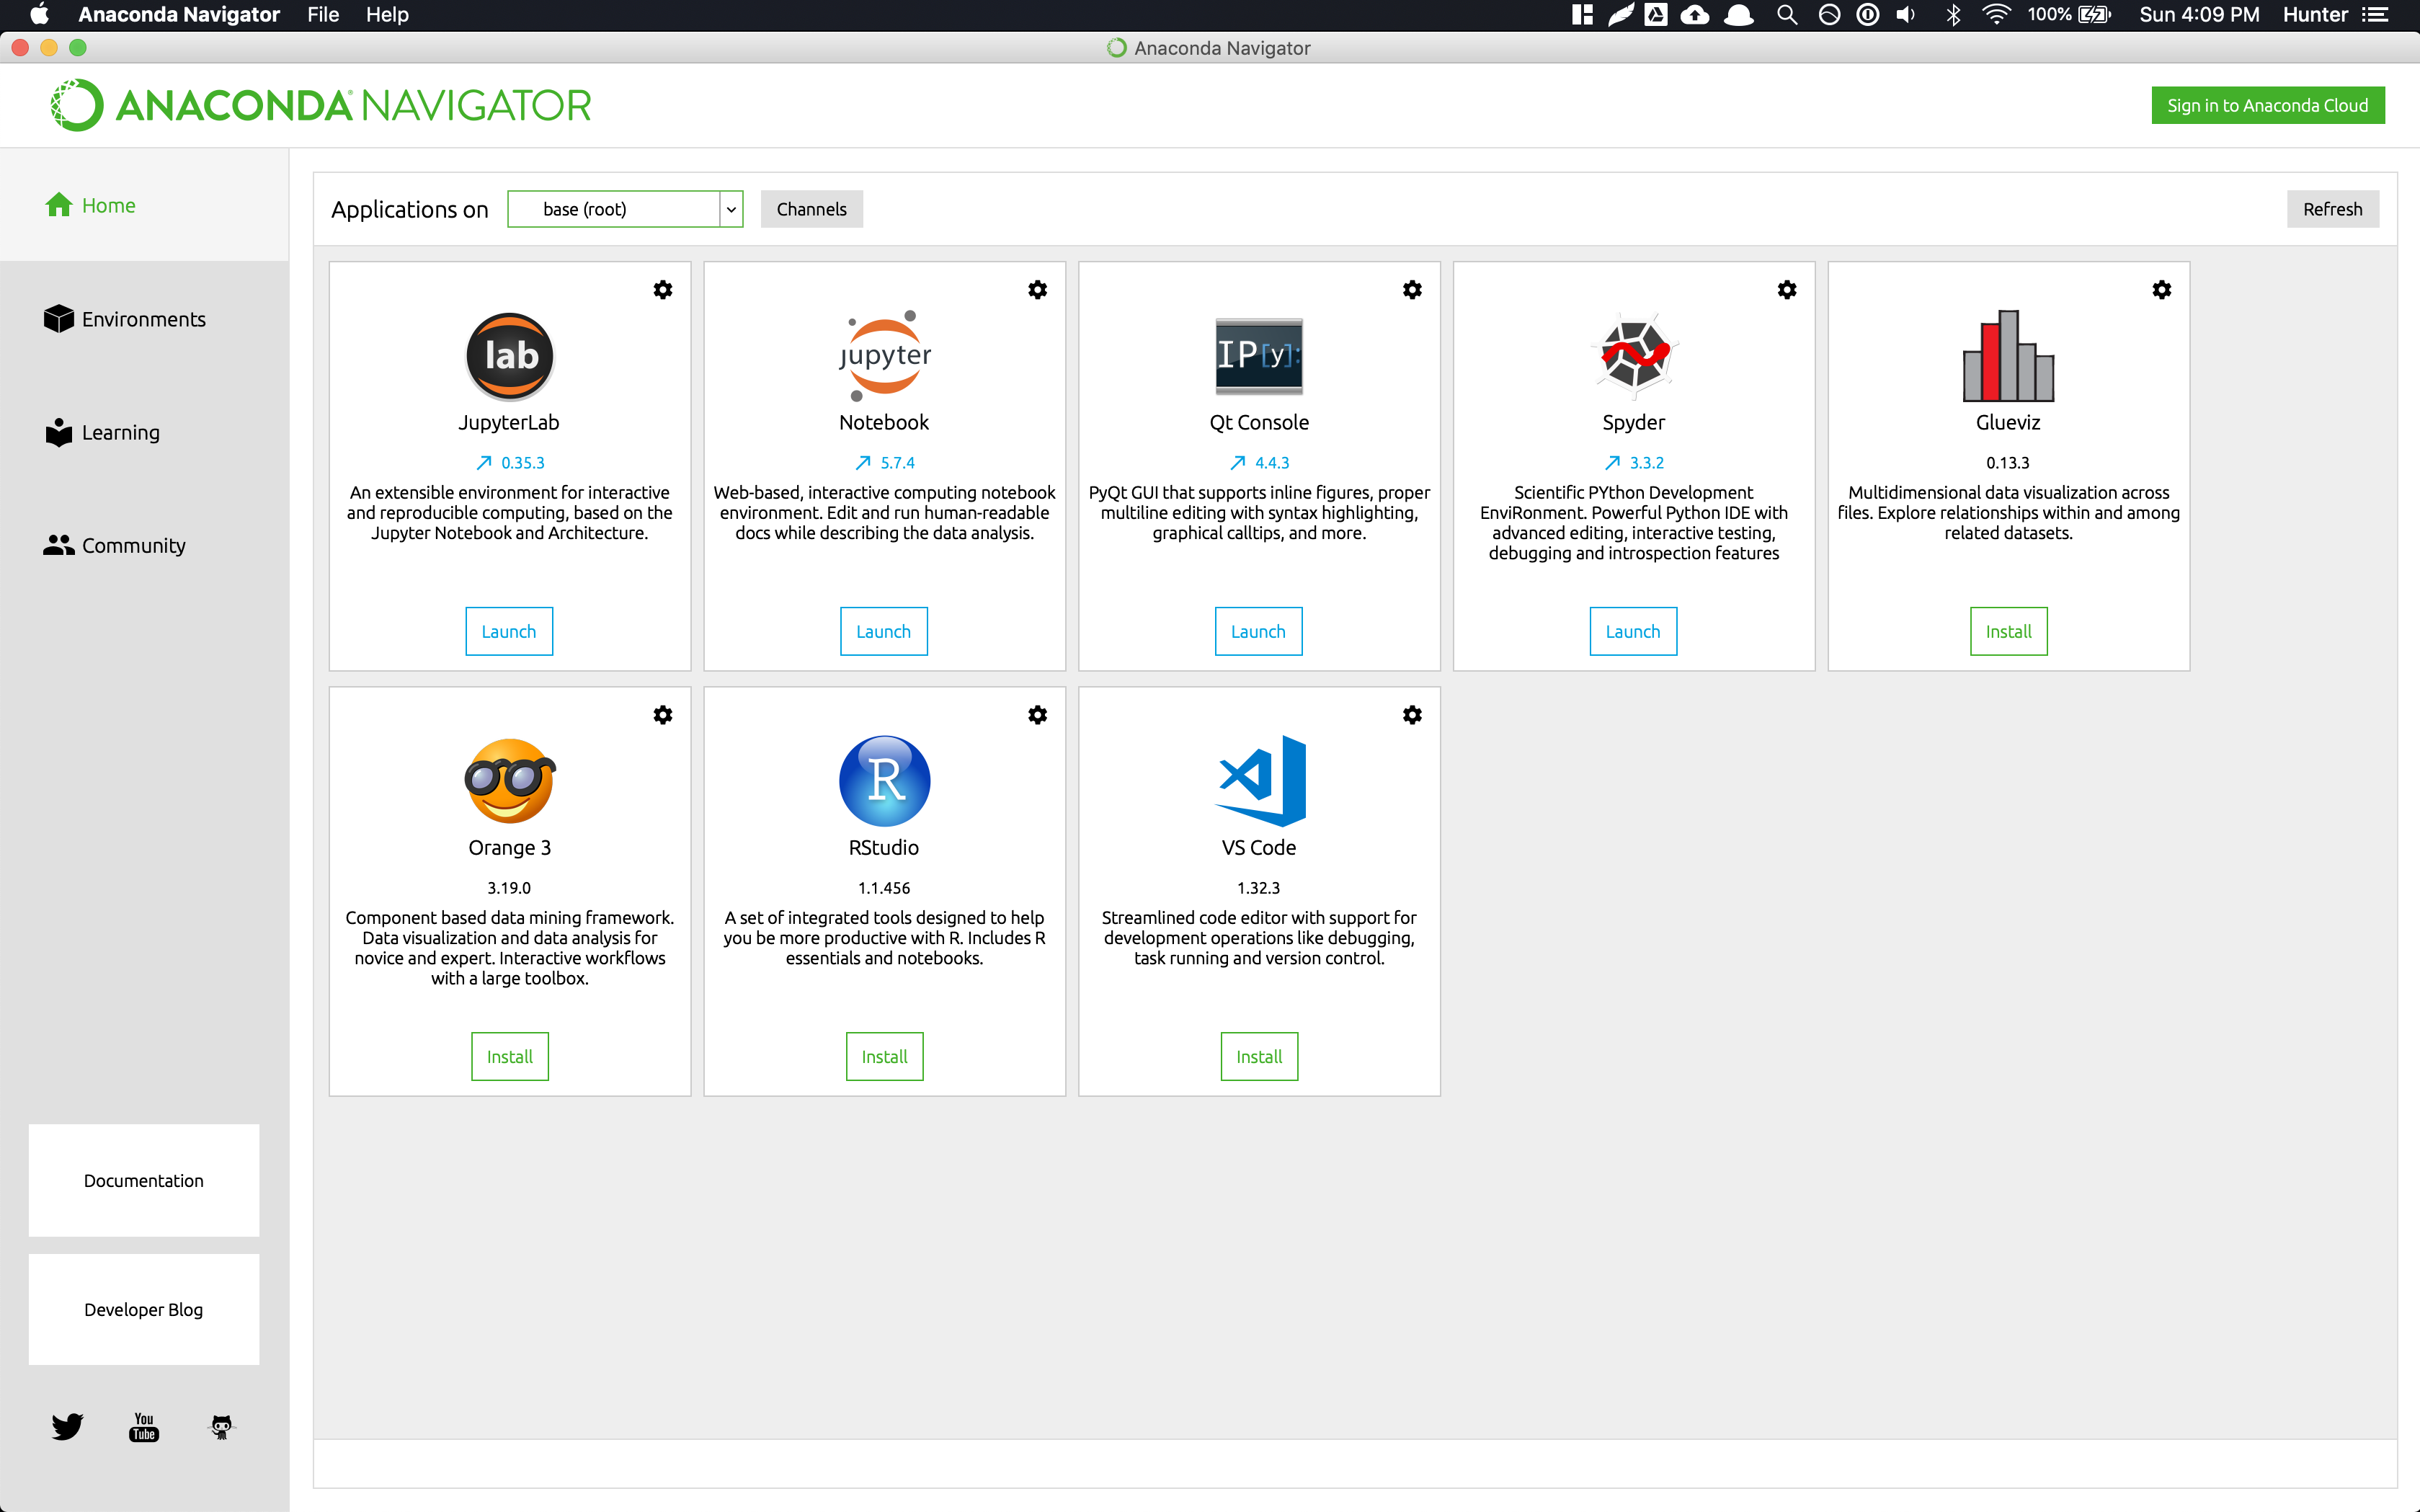 Anaconda Navigator File Help 100% Sun 4:09 PM Hunter
Anaconda Navigator
ANACONDA NAVIGATOR
Sign in to Anaconda Cloud
Home
Environments
Learning
Community
Documentation
Developer Blog
You
Tube
Applications on base (root) Channels Refresh
lab
JupyterLab
0.35.3
An extensible environment for interactive
and reproducible computing, based on the
Jupyter Notebook and Architecture.
Launch
jupyter
Notebook
5.7.4
Web-based, interactive computing notebook
environment. Edit and run human-readable
docs while describing the data analysis.
Launch
IP[y]:
Qt Console
4.4.3
PyQt GUI that supports inline figures, proper
multiline editing with syntax highlighting,
graphical calltips, and more.
Launch
Spyder
3.3.2
Scientific PYthon Development
EnviRonment. Powerful Python IDE with
advanced editing, interactive testing,
debugging and introspection features
Launch
Glueviz
0.13.3
Multidimensional data visualization across
files. Explore relationships within and among
related datasets.
Install
Orange 3
3.19.0
Component based data mining framework.
Data visualization and data analysis for
novice and expert. Interactive workflows
with a large toolbox.
Install
R
RStudio
1.1.456
A set of integrated tools designed to help
you be more productive with R. Includes R
essentials and notebooks.
Install
VS Code
1.32.3
Streamlined code editor with support for
development operations like debugging,
task running and version control.
Install